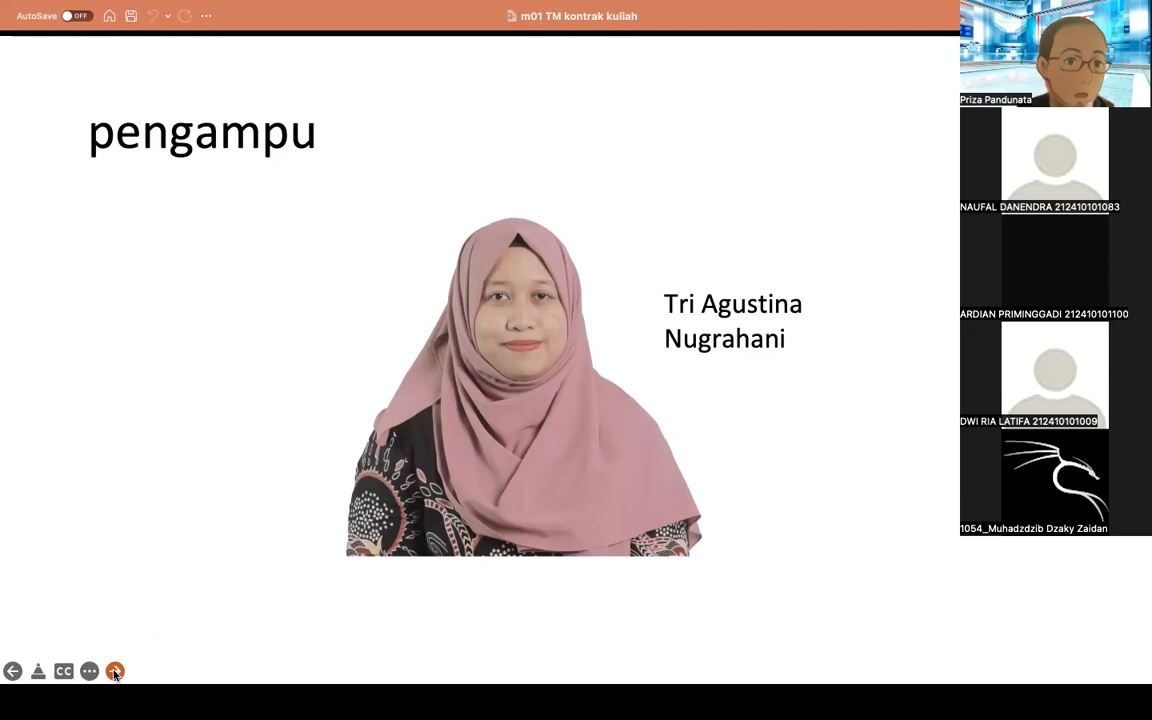 AutoSave OFF
m01 TM kontrak kuliah
pengampu
Tri Agustina
Nugrahani
CC
Priza Pandunata
NAUFAL DANENDRA 212410101083
ARDIAN PRIMINGGADI 212410101100
DWI RIA LATIFA 212410101009
1054_Muhadzdzib Dzaky Zaidan